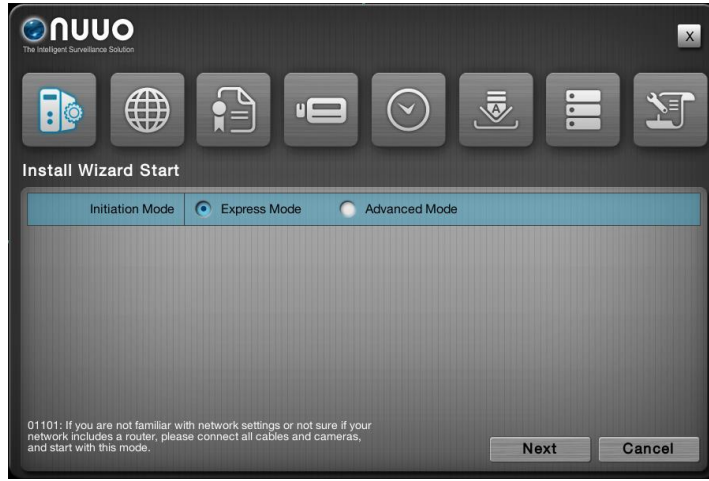 NUUO
The Intelligent Surveillance Solution
X
A
Install Wizard Start
Initiation Mode Express Mode Advanced Mode
01101: If you are not familiar with network settings or not sure if your
network includes a router, please connect all cables and cameras,
and start with this mode.
Next Cancel